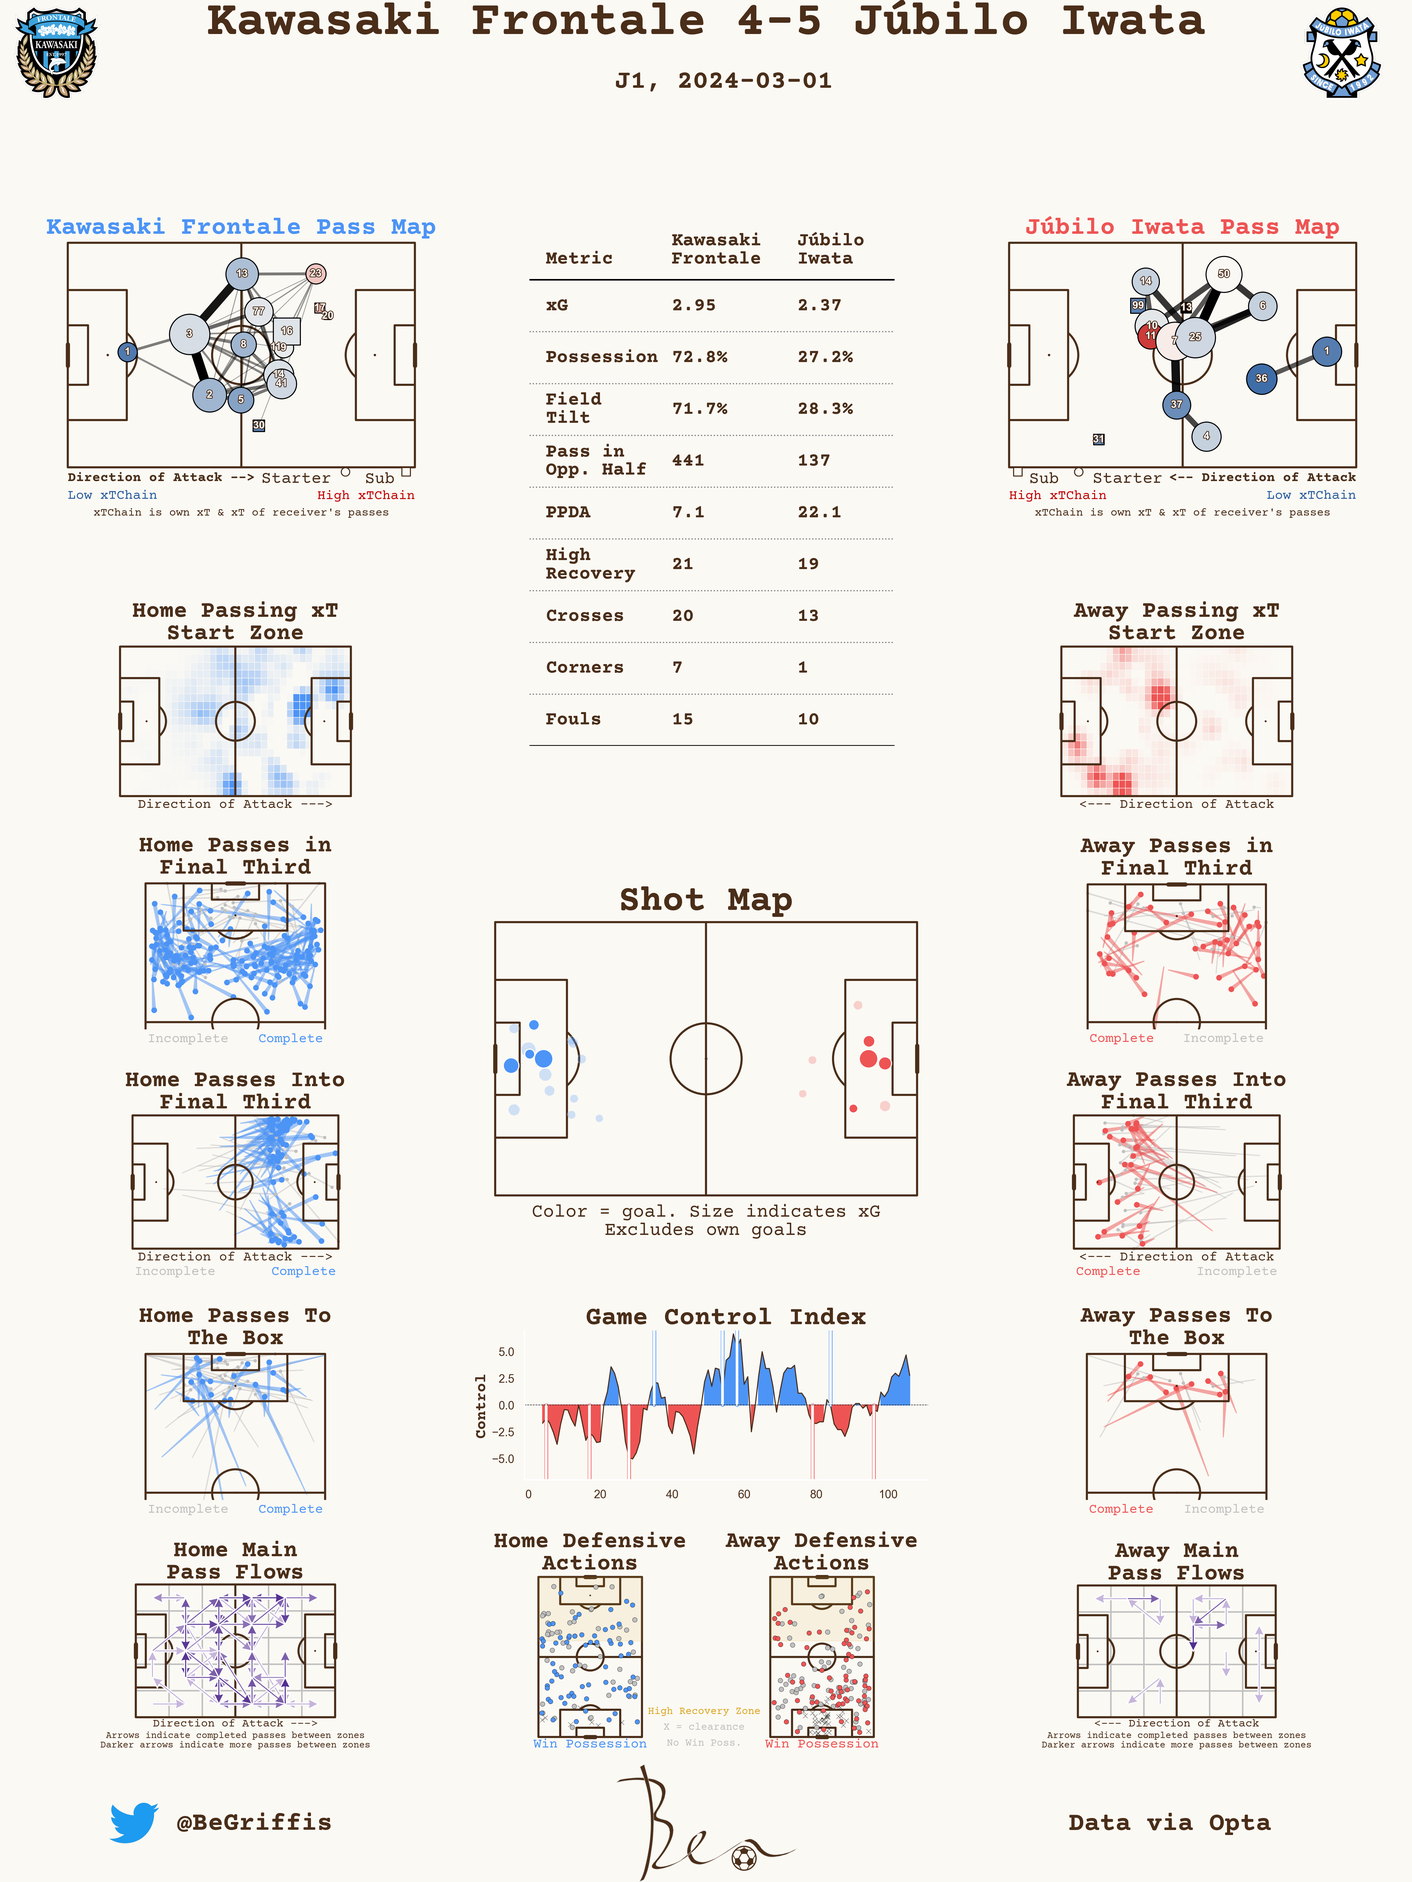 Kawasaki Frontale 4-5 Júbilo Iwata
J1, 2024-03-01
FRONTALE
KAWASAKI
JUBILO IWATA
SINCE 1992
Kawasaki Frontale Pass Map
13
23
77
17
20
3
16
8
19
1
14
41
2
5
30
Direction of Attack --> Starter Sub
Low xTChain High xTChain
xTChain is own xT & xT of receiver's passes
Metric Kawasaki Frontale Júbilo Iwata
xG 2.95 2.37
Possession 72.8% 27.2%
Field Tilt 71.7% 28.3%
Pass in Opp. Half 441 137
PPDA 7.1 22.1
High Recovery 21 19
Crosses 20 13
Corners 7 1
Fouls 15 10
Júbilo Iwata Pass Map
14
50
99
13
6
10
11
7
25
1
36
37
4
31
Sub Starter <-- Direction of Attack
High xTChain Low xTChain
xTChain is own xT & xT of receiver's passes
Home Passing xT
Start Zone
Direction of Attack --->
Away Passing xT
Start Zone
<--- Direction of Attack
Home Passes in
Final Third
Incomplete Complete
Away Passes in
Final Third
Complete Incomplete
Shot Map
Color = goal. Size indicates xG
Excludes own goals
Home Passes Into
Final Third
Direction of Attack --->
Incomplete Complete
Away Passes Into
Final Third
<--- Direction of Attack
Complete Incomplete
Home Passes To
The Box
Incomplete Complete
Game Control Index
Control
5.0
2.5
0.0
−2.5
−5.0
0 20 40 60 80 100
Away Passes To
The Box
Complete Incomplete
Home Main
Pass Flows
Direction of Attack --->
Arrows indicate completed passes between zones
Darker arrows indicate more passes between zones
Home Defensive
Actions
Win Possession
High Recovery Zone
X = clearance
No Win Poss.
Away Defensive
Actions
Win Possession
Away Main
Pass Flows
<--- Direction of Attack
Arrows indicate completed passes between zones
Darker arrows indicate more passes between zones
@BeGriffis
Ben
Data via Opta